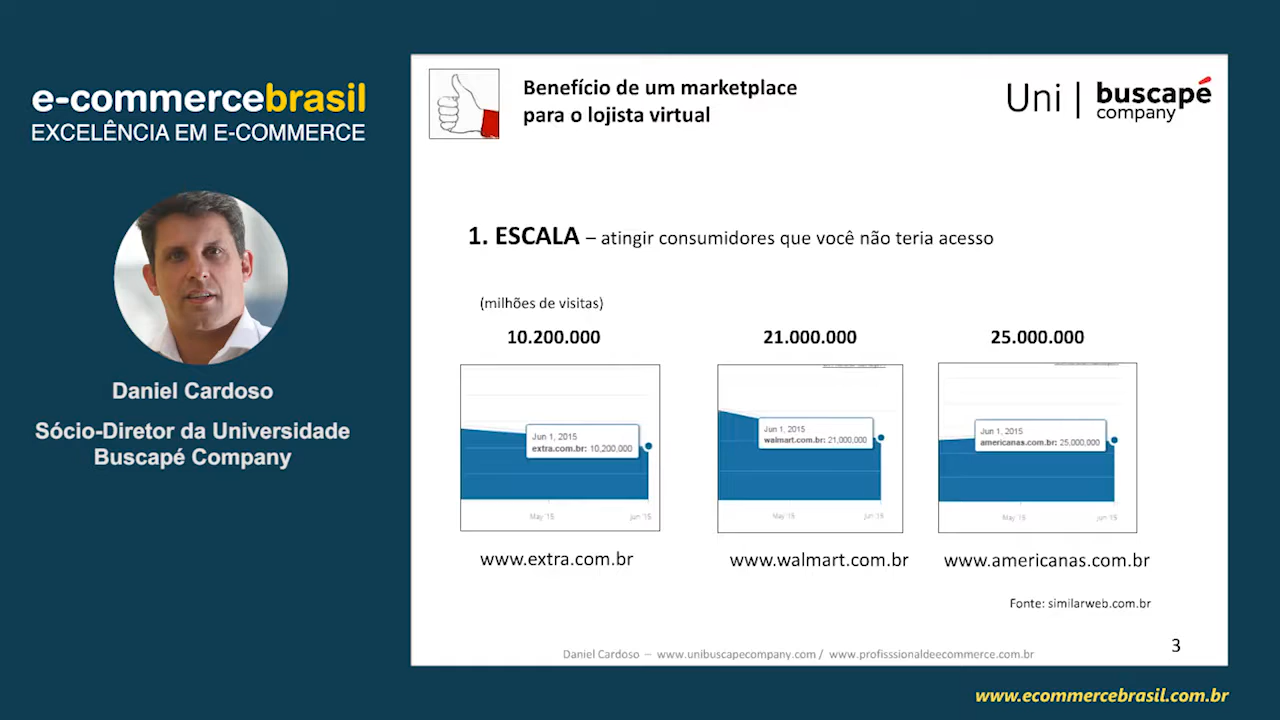 e-commercebrasil
EXCELÊNCIA EM E-COMMERCE
Daniel Cardoso
Sócio-Diretor da Universidade
Buscapé Company
Benefício de um marketplace
para o lojista virtual
Uni | buscapé
company
1. ESCALA – atingir consumidores que você não teria acesso
(milhões de visitas)
10.200.000
21.000.000
25.000.000
Jun 1, 2015
extra.com.br: 10,200,000
May '15
Jun '15
Jun 1, 2015
walmart.com.br: 21,000,000
May '15
Jun '15
Jun 1, 2015
americanas.com.br: 25,000,000
May '15
Jun '15
www.extra.com.br
www.walmart.com.br
www.americanas.com.br
Fonte: similarweb.com.br
Daniel Cardoso – www.unibuscapecompany.com / www.profisssionaldeecommerce.com.br
3
www.ecommercebrasil.com.br